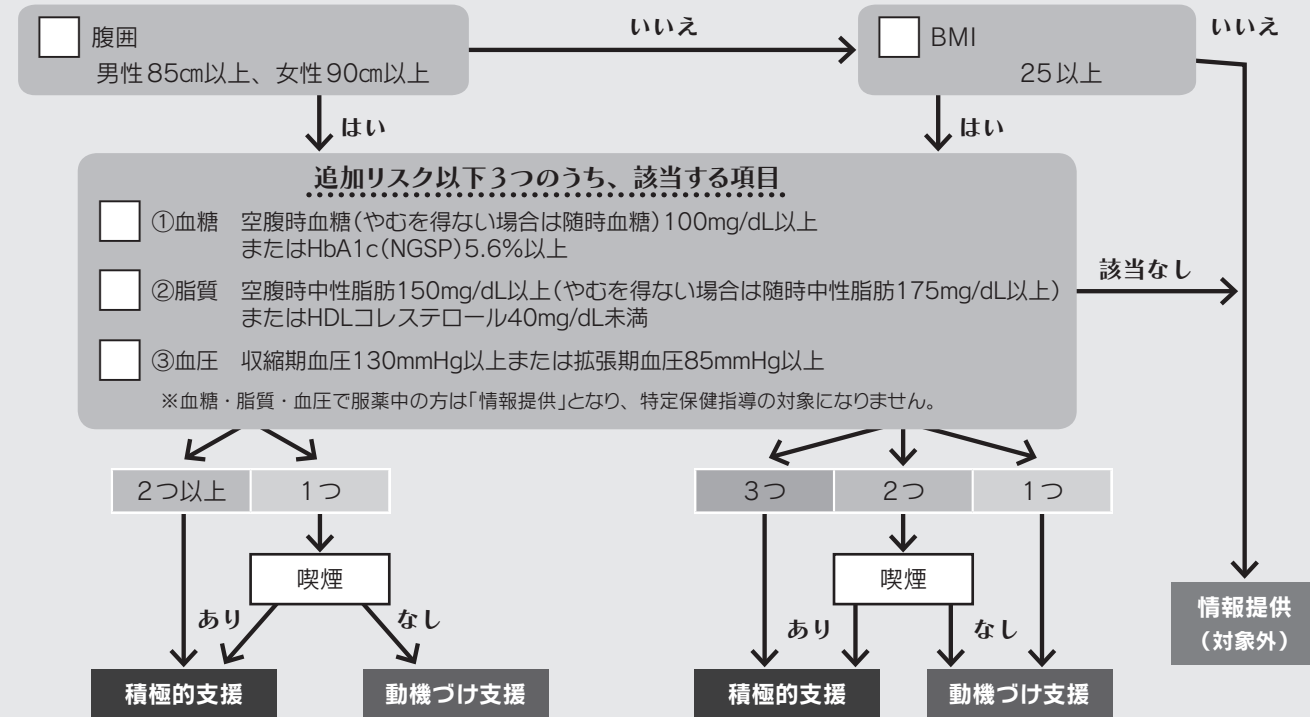 腹囲
男性85㎝以上、女性90㎝以上
いいえ
BMI
25以上
いいえ
はい
はい
追加リスク以下3つのうち、該当する項目
①血糖 空腹時血糖(やむを得ない場合は随時血糖)100mg/dL以上
またはHbA1c(NGSP)5.6%以上
②脂質 空腹時中性脂肪150mg/dL以上(やむを得ない場合は随時中性脂肪175mg/dL以上)
またはHDLコレステロール40mg/dL未満
③血圧 収縮期血圧130mmHg以上または拡張期血圧85mmHg以上
※血糖・脂質・血圧で服薬中の方は「情報提供」となり、特定保健指導の対象になりません。
該当なし
2つ以上
1つ
3つ
2つ
1つ
喫煙
喫煙
あり
なし
あり
なし
情報提供
(対象外)
積極的支援
動機づけ支援
積極的支援
動機づけ支援